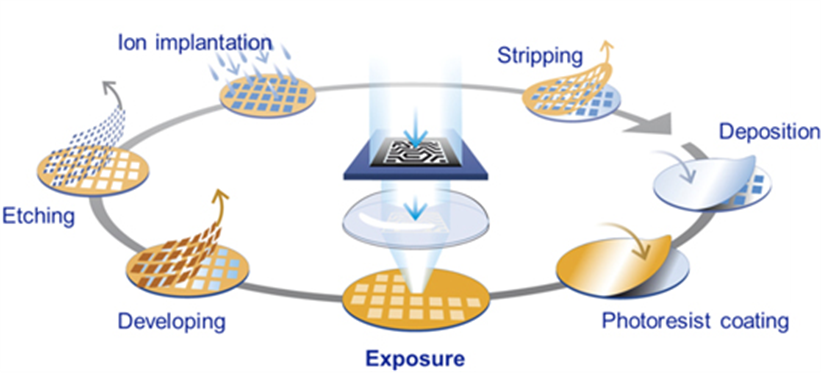 Ion implantation
Stripping
Deposition
Etching
Developing
Photoresist coating
Exposure